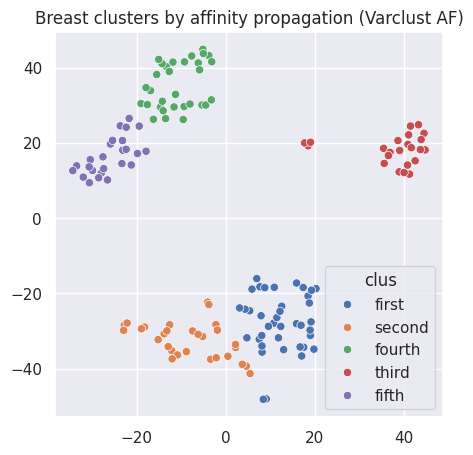 Breast clusters by affinity propagation (Varclust AF)
40
20
0
−20
−40
−20
0
20
40
clus
first
second
fourth
third
fifth